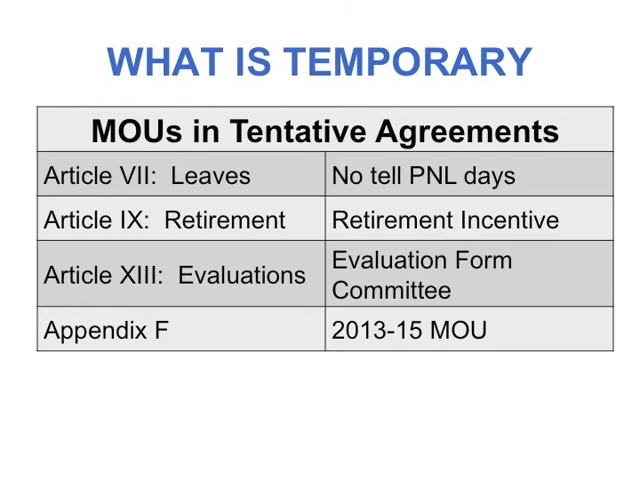 WHAT IS TEMPORARY
MOUs in Tentative Agreements
Article VII:  Leaves
No tell PNL days
Article IX:  Retirement
Retirement Incentive
Article XIII:  Evaluations
Evaluation Form
Committee
Appendix F
2013-15 MOU